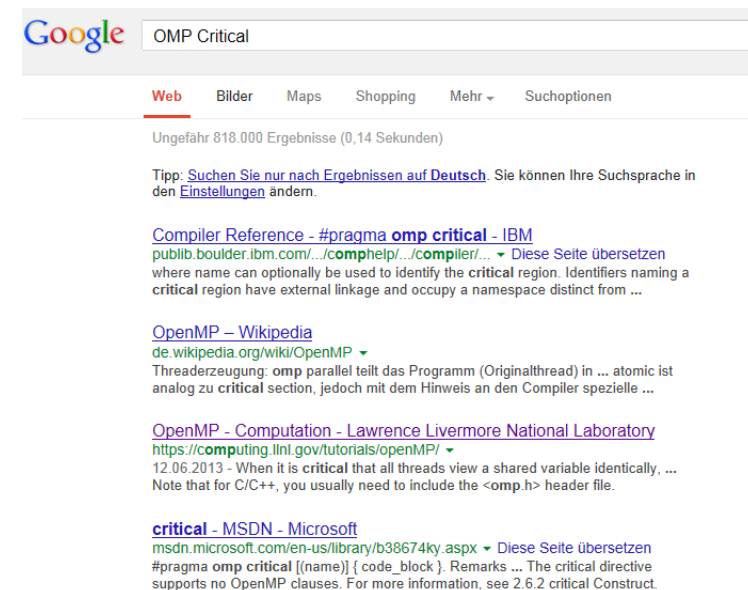 Google OMP Critical
Web Bilder Maps Shopping Mehr Suchoptionen
Ungefähr 818.000 Ergebnisse (0,14 Sekunden)
Tipp: Suchen Sie nur nach Ergebnissen auf Deutsch. Sie können Ihre Suchsprache in
den Einstellungen ändern.
Compiler Reference - #pragma omp critical - IBM
publib.boulder.ibm.com/.../comphelp/.../compiler/... Diese Seite übersetzen
where name can optionally be used to identify the critical region. Identifiers naming a
critical region have external linkage and occupy a namespace distinct from ...
OpenMP – Wikipedia
de.wikipedia.org/wiki/OpenMP
Threaderzeugung: omp parallel teilt das Programm (Originalthread) in ... atomic ist
analog zu critical section, jedoch mit dem Hinweis an den Compiler spezielle ...
OpenMP - Computation - Lawrence Livermore National Laboratory
https://computing.llnl.gov/tutorials/openMP/
12.06.2013 - When it is critical that all threads view a shared variable identically, ...
Note that for C/C++, you usually need to include the <omp.h> header file.
critical - MSDN - Microsoft
msdn.microsoft.com/en-us/library/b38674ky.aspx Diese Seite übersetzen
#pragma omp critical [(name)] { code_block }. Remarks ... The critical directive
supports no OpenMP clauses. For more information, see 2.6.2 critical Construct.